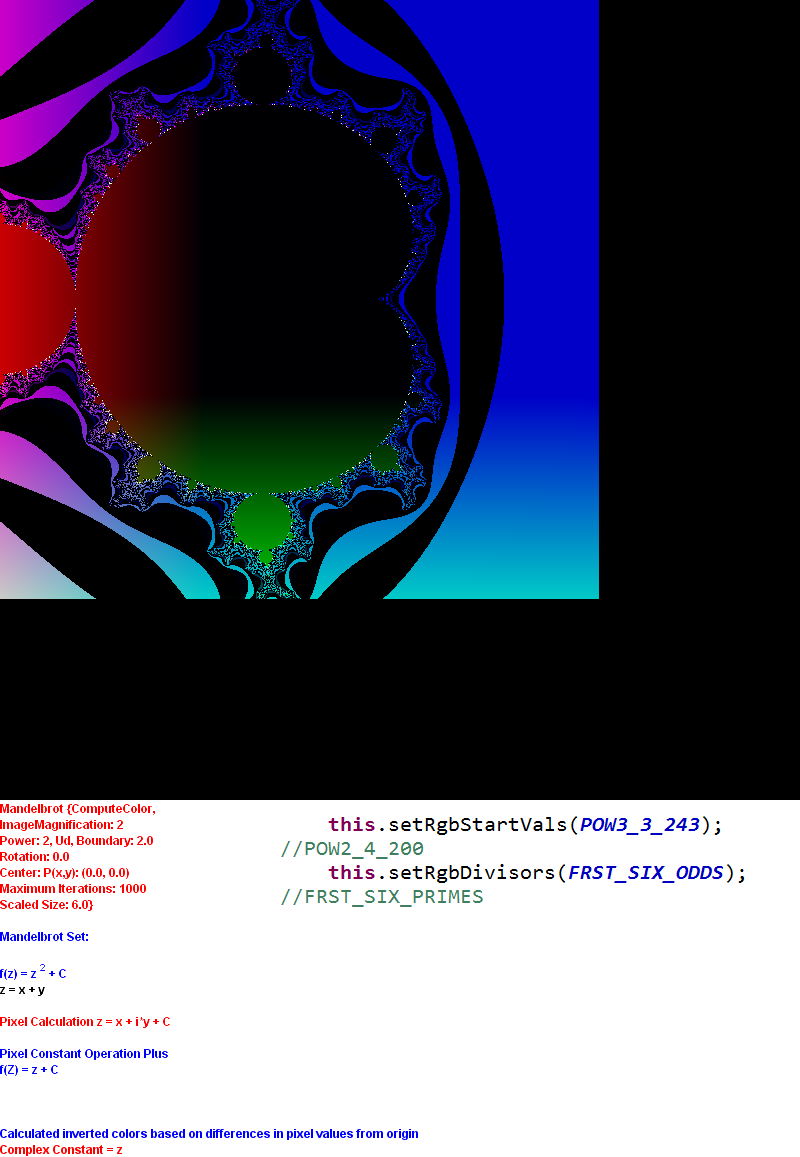 Mandelbrot {ComputeColor,
ImageMagnification: 2
Power: 2, Ud, Boundary: 2.0
Rotation: 0.0
Center: P(x,y): (0.0, 0.0)
Maximum Iterations: 1000
Scaled Size: 6.0}
Mandelbrot Set:
f(z) = z 2 + C
z = x + y
Pixel Calculation z = x + i*y + C
Pixel Constant Operation Plus
f(Z) = z + C
Calculated inverted colors based on differences in pixel values from origin
Complex Constant = z
this.setRgbStartVals(POW3_3_243);
//POW2_4_200
this.setRgbDivisors(FRST_SIX_ODDS);
//FRST_SIX_PRIMES